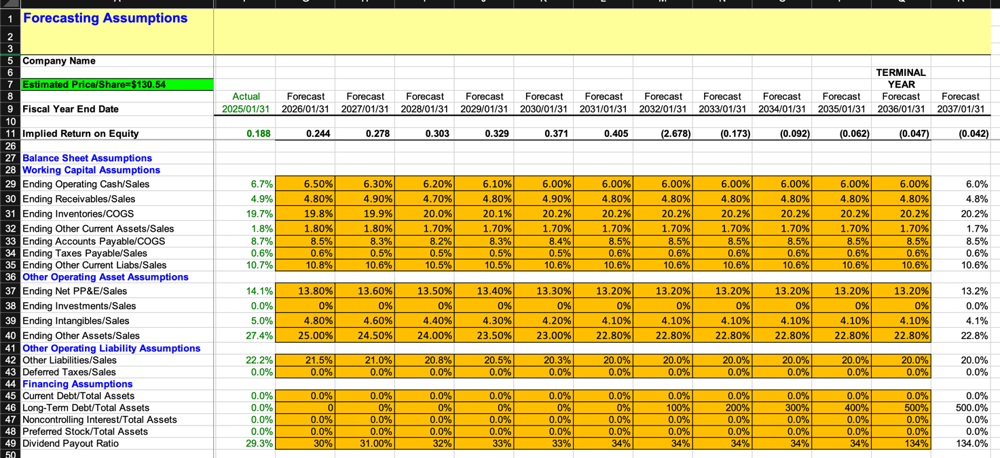 1 Forecasting Assumptions
2
3
5 Company Name
6 TERMINAL
7 Estimated Price/Share=$130.54 YEAR
8 Actual Forecast Forecast Forecast Forecast Forecast Forecast Forecast Forecast Forecast Forecast Forecast Forecast
9 Fiscal Year End Date 2025/01/31 2026/01/31 2027/01/31 2028/01/31 2029/01/31 2030/01/31 2031/01/31 2032/01/31 2033/01/31 2034/01/31 2035/01/31 2036/01/31 2037/01/31
10
11 Implied Return on Equity 0.188 0.244 0.278 0.303 0.329 0.371 0.405 (2.678) (0.173) (0.092) (0.062) (0.047) (0.042)
26
27 Balance Sheet Assumptions
28 Working Capital Assumptions
29 Ending Operating Cash/Sales 6.7% 6.50% 6.30% 6.20% 6.10% 6.00% 6.00% 6.00% 6.00% 6.00% 6.00% 6.00% 6.0%
30 Ending Receivables/Sales 4.9% 4.80% 4.90% 4.70% 4.80% 4.90% 4.80% 4.80% 4.80% 4.80% 4.80% 4.80% 4.8%
31 Ending Inventories/COGS 19.7% 19.8% 19.9% 20.0% 20.1% 20.2% 20.2% 20.2% 20.2% 20.2% 20.2% 20.2% 20.2%
32 Ending Other Current Assets/Sales 1.8% 1.80% 1.80% 1.70% 1.70% 1.70% 1.70% 1.70% 1.70% 1.70% 1.70% 1.70% 1.7%
33 Ending Accounts Payable/COGS 8.7% 8.5% 8.3% 8.2% 8.3% 8.4% 8.5% 8.5% 8.5% 8.5% 8.5% 8.5% 8.5%
34 Ending Taxes Payable/Sales 0.6% 0.6% 0.5% 0.5% 0.5% 0.5% 0.6% 0.6% 0.6% 0.6% 0.6% 0.6% 0.6%
35 Ending Other Current Liabs/Sales 10.7% 10.8% 10.6% 10.5% 10.5% 10.6% 10.6% 10.6% 10.6% 10.6% 10.6% 10.6% 10.6%
36 Other Operating Asset Assumptions
37 Ending Net PP&E/Sales 14.1% 13.80% 13.60% 13.50% 13.40% 13.30% 13.20% 13.20% 13.20% 13.20% 13.20% 13.20% 13.2%
38 Ending Investments/Sales 0.0% 0% 0% 0% 0% 0% 0% 0% 0% 0% 0% 0% 0.0%
39 Ending Intangibles/Sales 5.0% 4.80% 4.60% 4.40% 4.30% 4.20% 4.10% 4.10% 4.10% 4.10% 4.10% 4.10% 4.1%
40 Ending Other Assets/Sales 27.4% 25.00% 24.50% 24.00% 23.50% 23.00% 22.80% 22.80% 22.80% 22.80% 22.80% 22.80% 22.8%
41 Other Operating Liability Assumptions
42 Other Liabilities/Sales 22.2% 21.5% 21.0% 20.8% 20.5% 20.3% 20.0% 20.0% 20.0% 20.0% 20.0% 20.0% 20.0%
43 Deferred Taxes/Sales 0.0% 0.0% 0.0% 0.0% 0.0% 0.0% 0.0% 0.0% 0.0% 0.0% 0.0% 0.0% 0.0%
44 Financing Assumptions
45 Current Debt/Total Assets 0.0% 0.0% 0.0% 0.0% 0.0% 0.0% 0.0% 0.0% 0.0% 0.0% 0.0% 0.0% 0.0%
46 Long-Term Debt/Total Assets 0.0% 0 0% 0% 0% 0% 0% 100% 200% 300% 400% 500% 500.0%
47 Noncontrolling Interest/Total Assets 0.0% 0.0% 0.0% 0.0% 0.0% 0.0% 0.0% 0.0% 0.0% 0.0% 0.0% 0.0% 0.0%
48 Preferred Stock/Total Assets 0.0% 0.0% 0.0% 0.0% 0.0% 0.0% 0.0% 0.0% 0.0% 0.0% 0.0% 0.0% 0.0%
49 Dividend Payout Ratio 29.3% 30% 31.00% 32% 33% 33% 34% 34% 34% 34% 34% 134% 134.0%
50